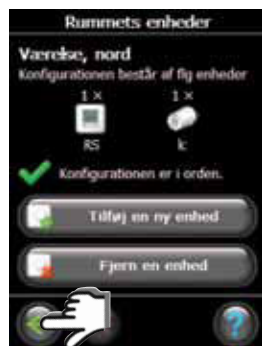 Rummets enheder
Værelse, nord
Konfigurationen består af flg enheder
1 × 1 ×
RS k
Konfigurationen er i orden.
Tilføj en ny enhed
Fjern en enhed
?